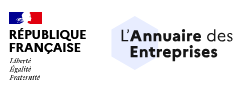 RÉPUBLIQUE
FRANÇAISE
Liberté
Égalité
Fraternité
L'Annuaire des
Entreprises